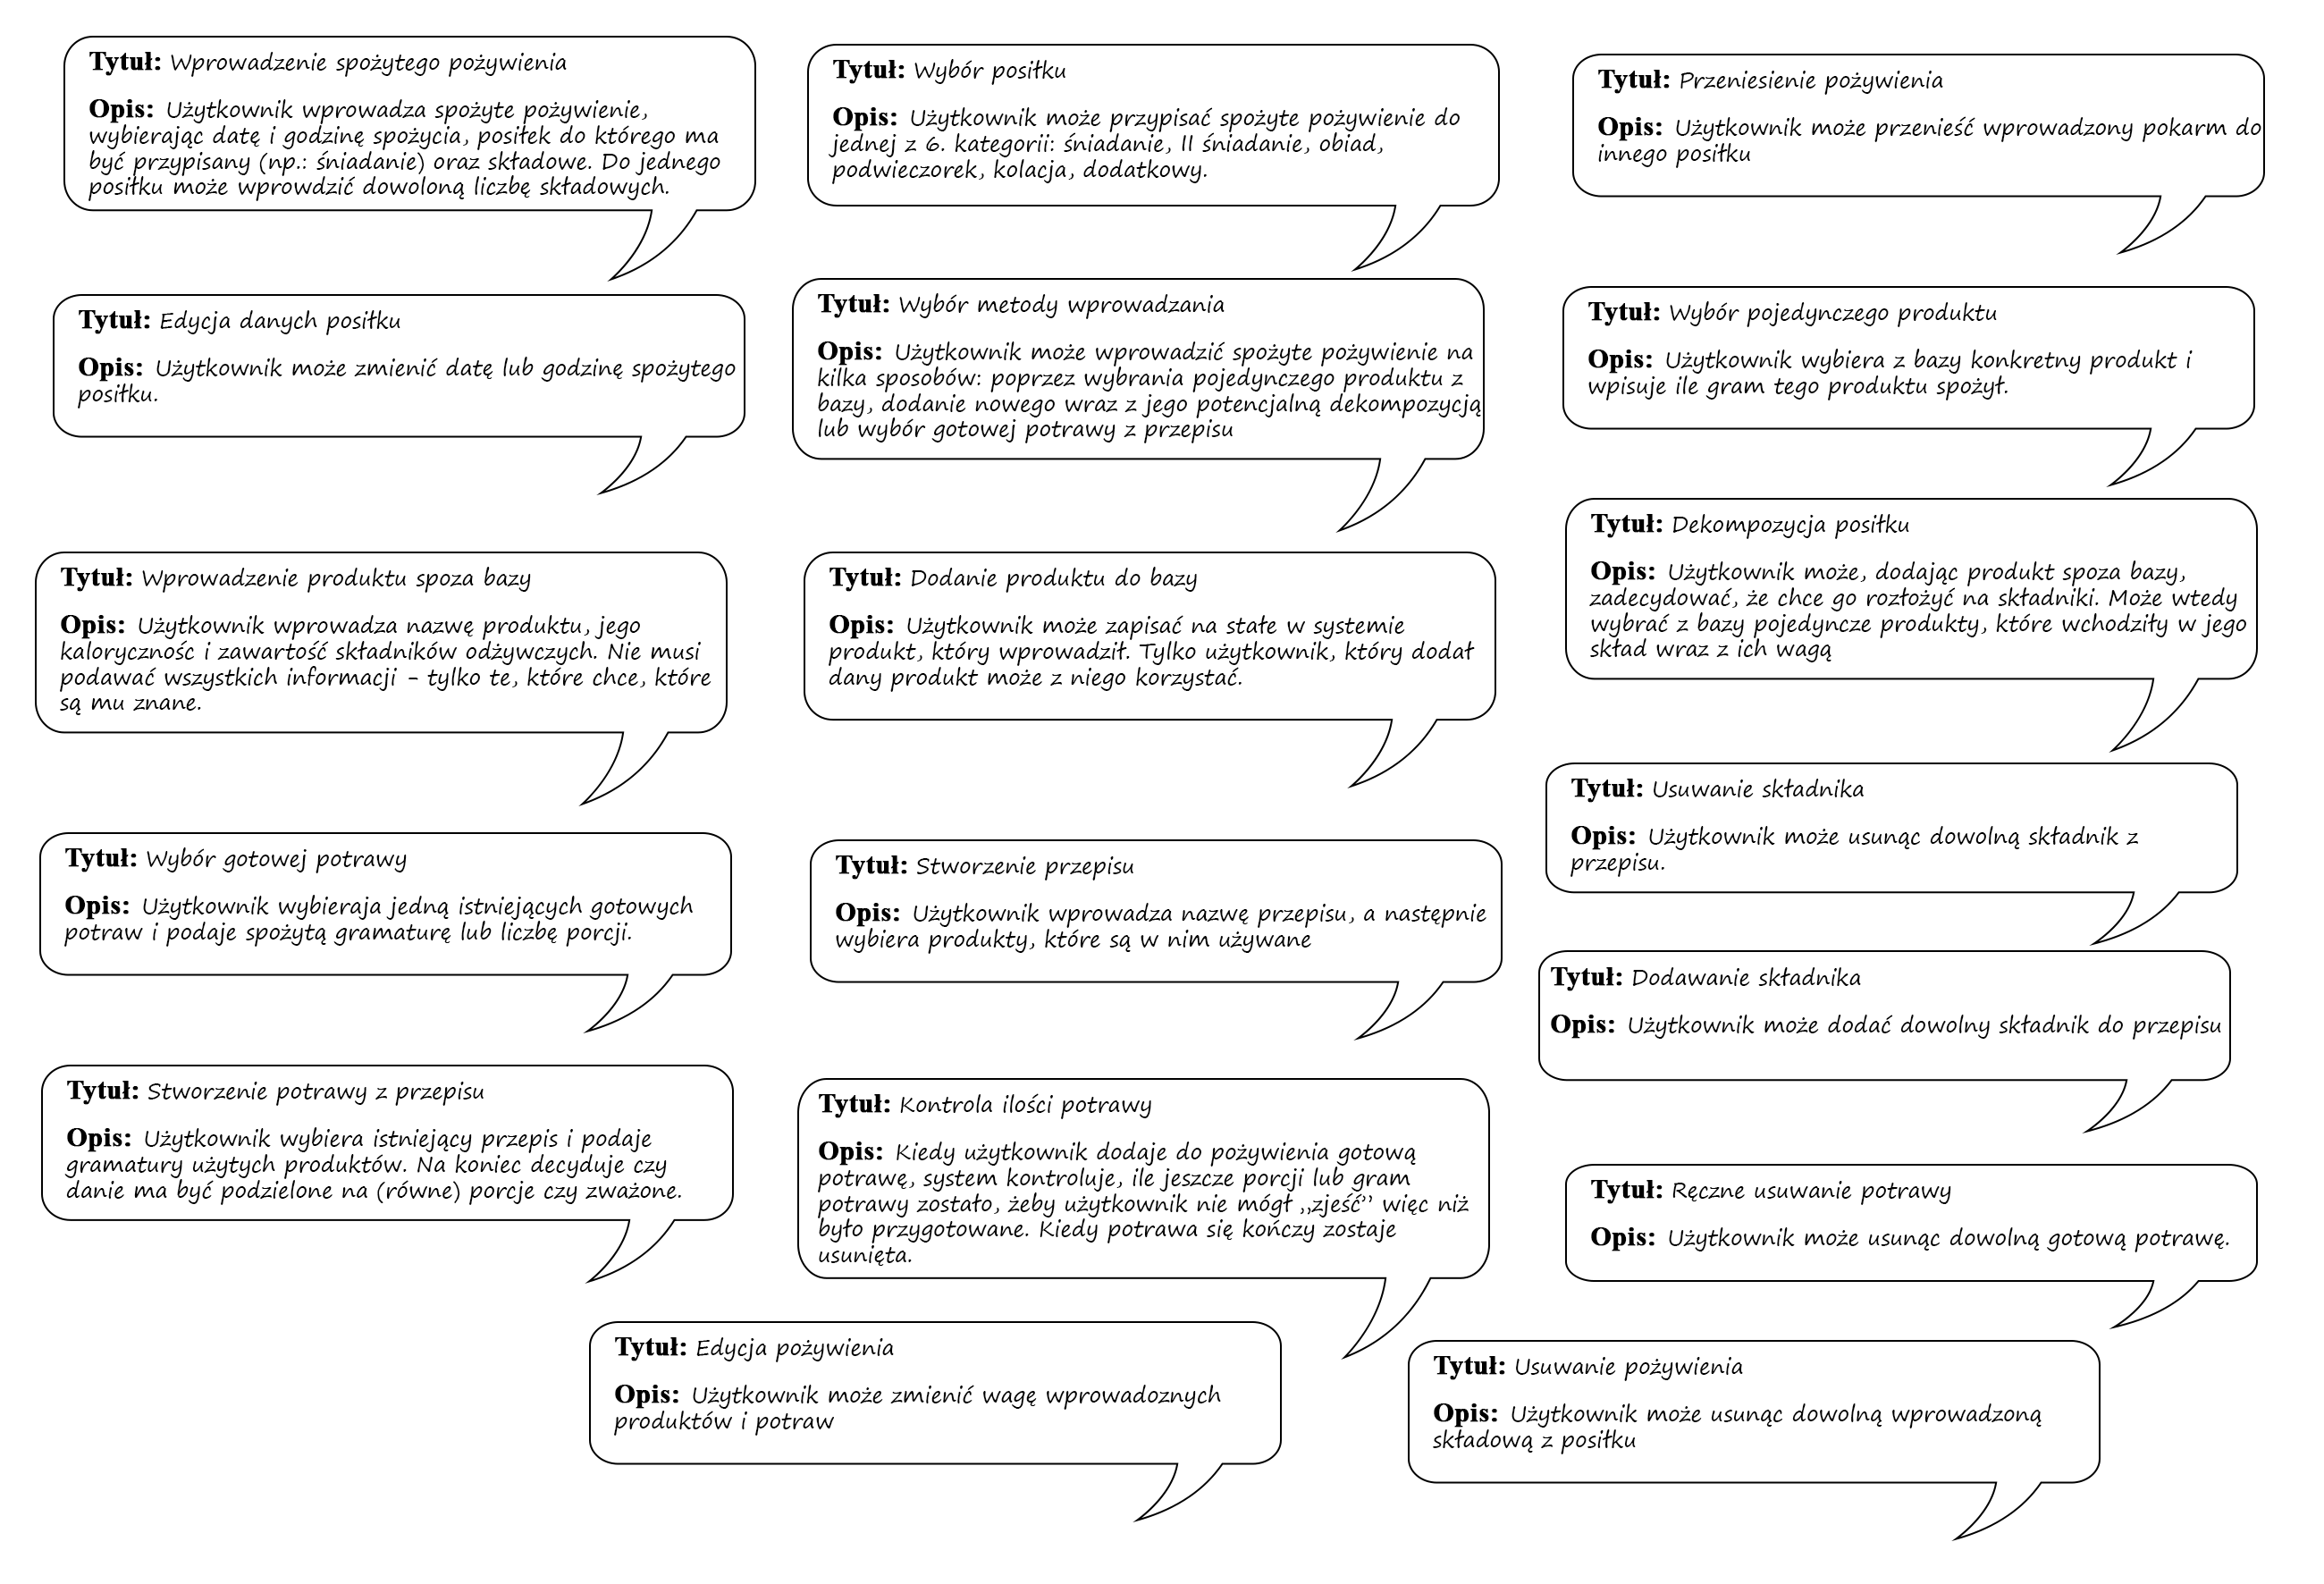 Tytuł: Wprowadzenie spożytego pożywienia
Opis: Użytkownik wprowadza spożyte pożywienie,
wybierając datę i godzinę spożycia, posiłek do którego ma
być przypisany (np.: śniadanie) oraz składowe. Do jednego
posiłku może wprowdzić dowoloną liczbę składowych.
Tytuł: Wybór posiłku
Opis: Użytkownik może przypisać spożyte pożywienie do
jednej z 6. kategorii: śniadanie, II śniadanie, obiad,
podwieczorek, kolacja, dodatkowy.
Tytuł: Przeniesienie pożywienia
Opis: Użytkownik może przenieść wprowadzony pokarm do
innego posiłku
Tytuł: Edycja danych posiłku
Opis: Użytkownik może zmienić datę lub godzinę spożytego
posiłku.
Tytuł: Wybór metody wprowadzania
Opis: Użytkownik może wprowadzić spożyte pożywienie na
kilka sposobów: poprzez wybrania pojedynczego produktu z
bazy, dodanie nowego wraz z jego potencjalną dekompozycją
lub wybór gotowej potrawy z przepisu
Tytuł: Wybór pojedynczego produktu
Opis: Użytkownik wybiera z bazy konkretny produkt i
wpisuje ile gram tego produktu spożył.
Tytuł: Wprowadzenie produktu spoza bazy
Opis: Użytkownik wprowadza nazwę produktu, jego
kalorycznośc i zawartość składników odżywczych. Nie musi
podawać wszystkich informacji - tylko te, które chce, które
są mu znane.
Tytuł: Dodanie produktu do bazy
Opis: Użytkownik może zapisać na stałe w systemie
produkt, który wprowadził. Tylko użytkownik, który dodał
dany produkt może z niego korzystać.
Tytuł: Dekompozycja posiłku
Opis: Użytkownik może, dodając produkt spoza bazy,
zadecydować, że chce go rozłożyć na składniki. Może wtedy
wybrać z bazy pojedyncze produkty, które wchodziły w jego
skład wraz z ich wagą
Tytuł: Usuwanie składnika
Opis: Użytkownik może usunąc dowolną składnik z
przepisu.
Tytuł: Wybór gotowej potrawy
Opis: Użytkownik wybieraja jedną istniejących gotowych
potraw i podaje spożytą gramaturę lub liczbę porcji.
Tytuł: Stworzenie przepisu
Opis: Użytkownik wprowadza nazwę przepisu, a następnie
wybiera produkty, które są w nim używane
Tytuł: Dodawanie składnika
Opis: Użytkownik może dodać dowolny składnik do przepisu
Tytuł: Stworzenie potrawy z przepisu
Opis: Użytkownik wybiera istniejący przepis i podaje
gramatury użytych produktów. Na koniec decyduje czy
danie ma być podzielone na (równe) porcje czy zważone.
Tytuł: Kontrola ilości potrawy
Opis: Kiedy użytkownik dodaje do pożywienia gotową
potrawę, system kontroluje, ile jeszcze porcji lub gram
potrawy zostało, żeby użytkownik nie mógł „zjeść” więc niż
było przygotowane. Kiedy potrawa się kończy zostaje
usunięta.
Tytuł: Ręczne usuwanie potrawy
Opis: Użytkownik może usunąc dowolną gotową potrawę.
Tytuł: Edycja pożywienia
Opis: Użytkownik może zmienić wagę wprowadoznych
produktów i potraw
Tytuł: Usuwanie pożywienia
Opis: Użytkownik może usunąc dowolną wprowadzoną
składową z posiłku